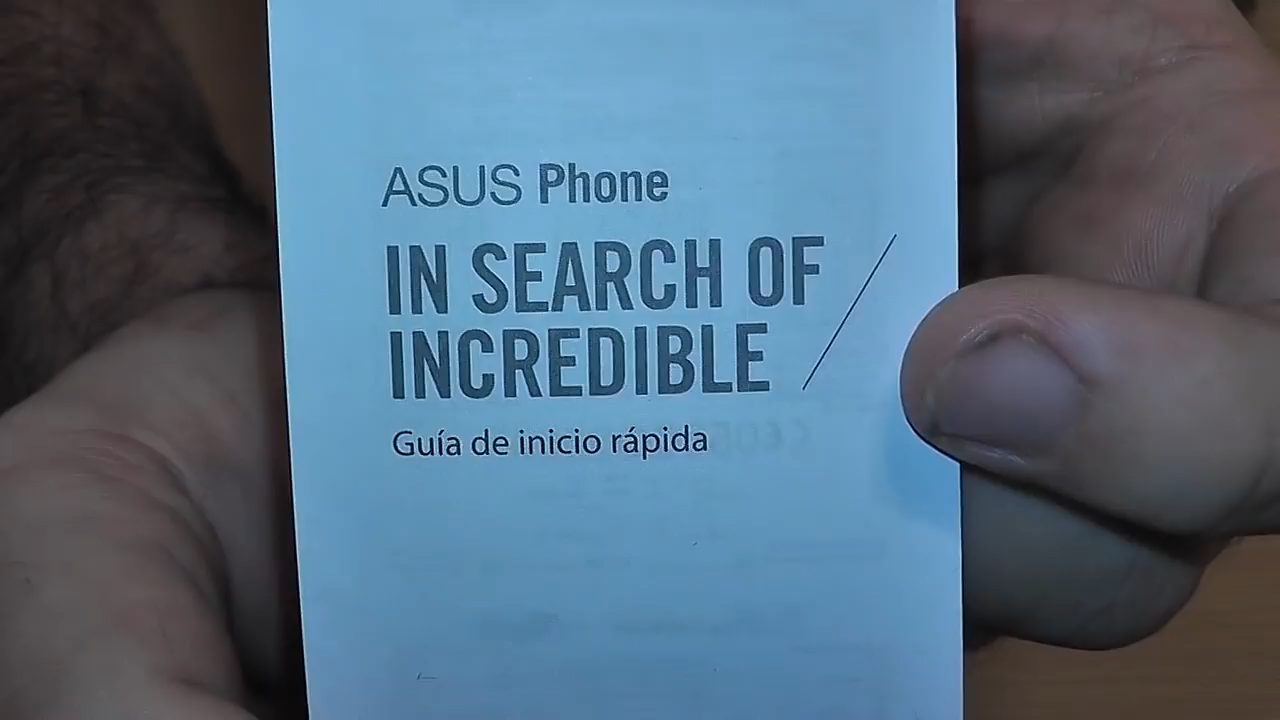 ASUS Phone
IN SEARCH OF
INCREDIBLE
Guía de inicio rápida